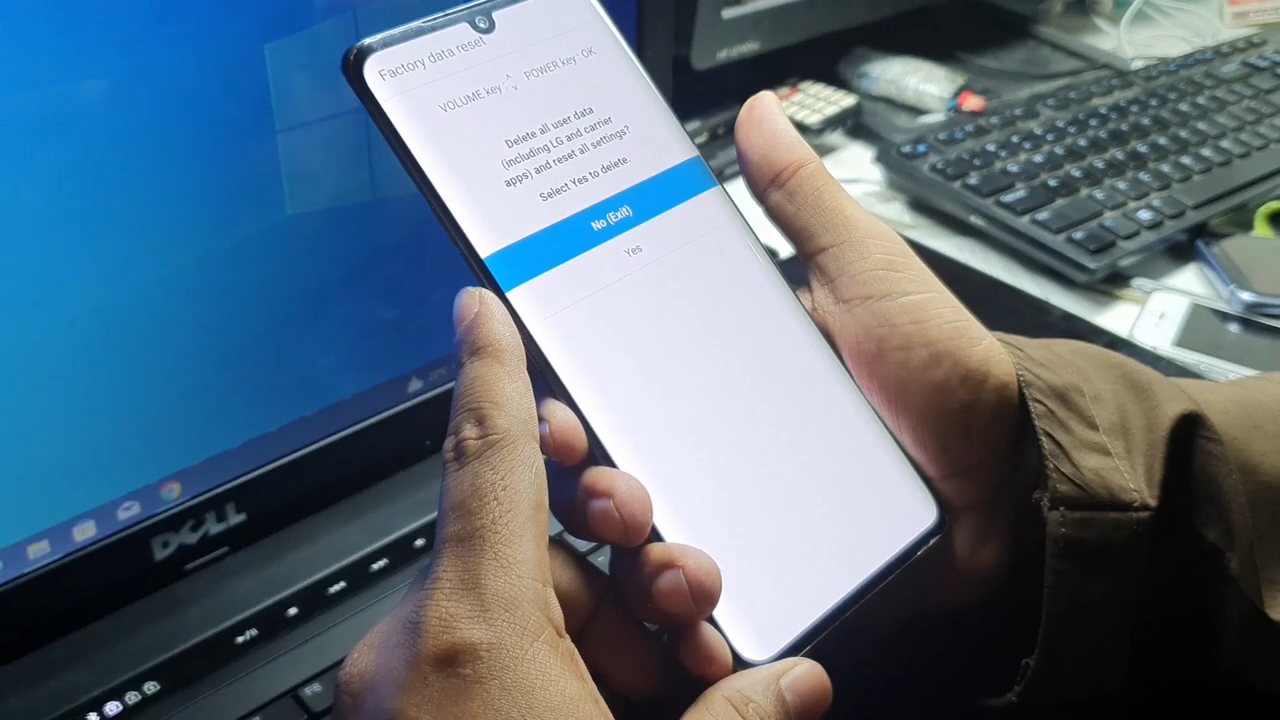 Factory data reset
VOLUME key : ^ v POWER key : OK
Delete all user data
(including LG and carrier
apps) and reset all settings?
Select Yes to delete.
No (Exit)
Yes
DELL
F8